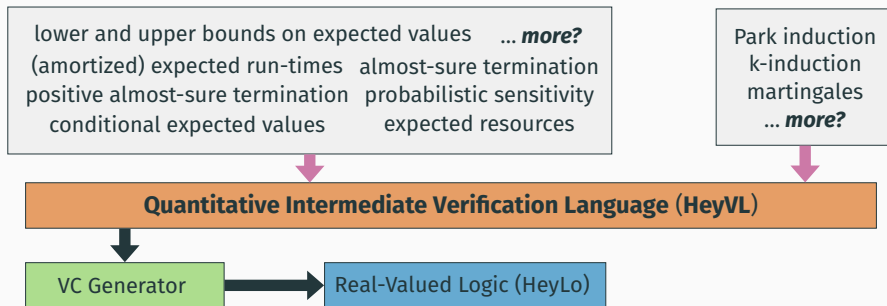 lower and upper bounds on expected values ... more?
(amortized) expected run-times almost-sure termination
positive almost-sure termination probabilistic sensitivity
conditional expected values expected resources
Park induction
k-induction
martingales
... more?
Quantitative Intermediate Verification Language (HeyVL)
VC Generator
Real-Valued Logic (HeyLo)